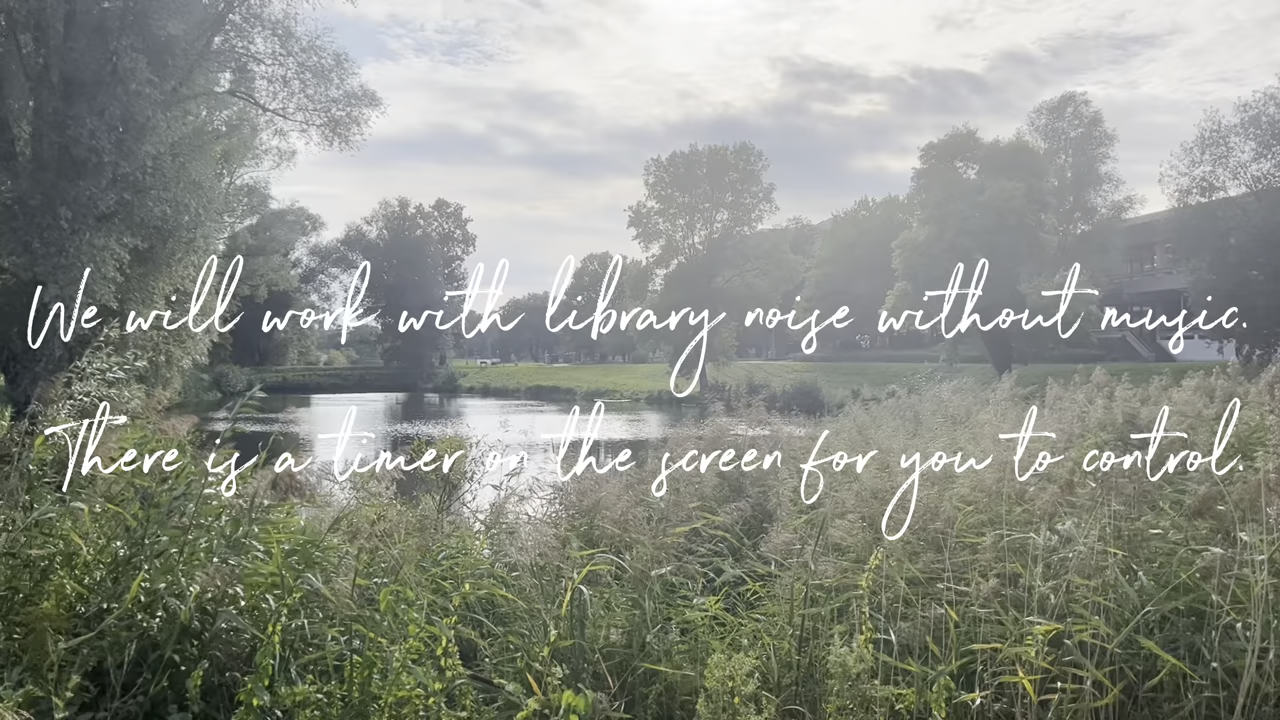 We will work with library noise without music.
There is a timer on the screen for you to control.